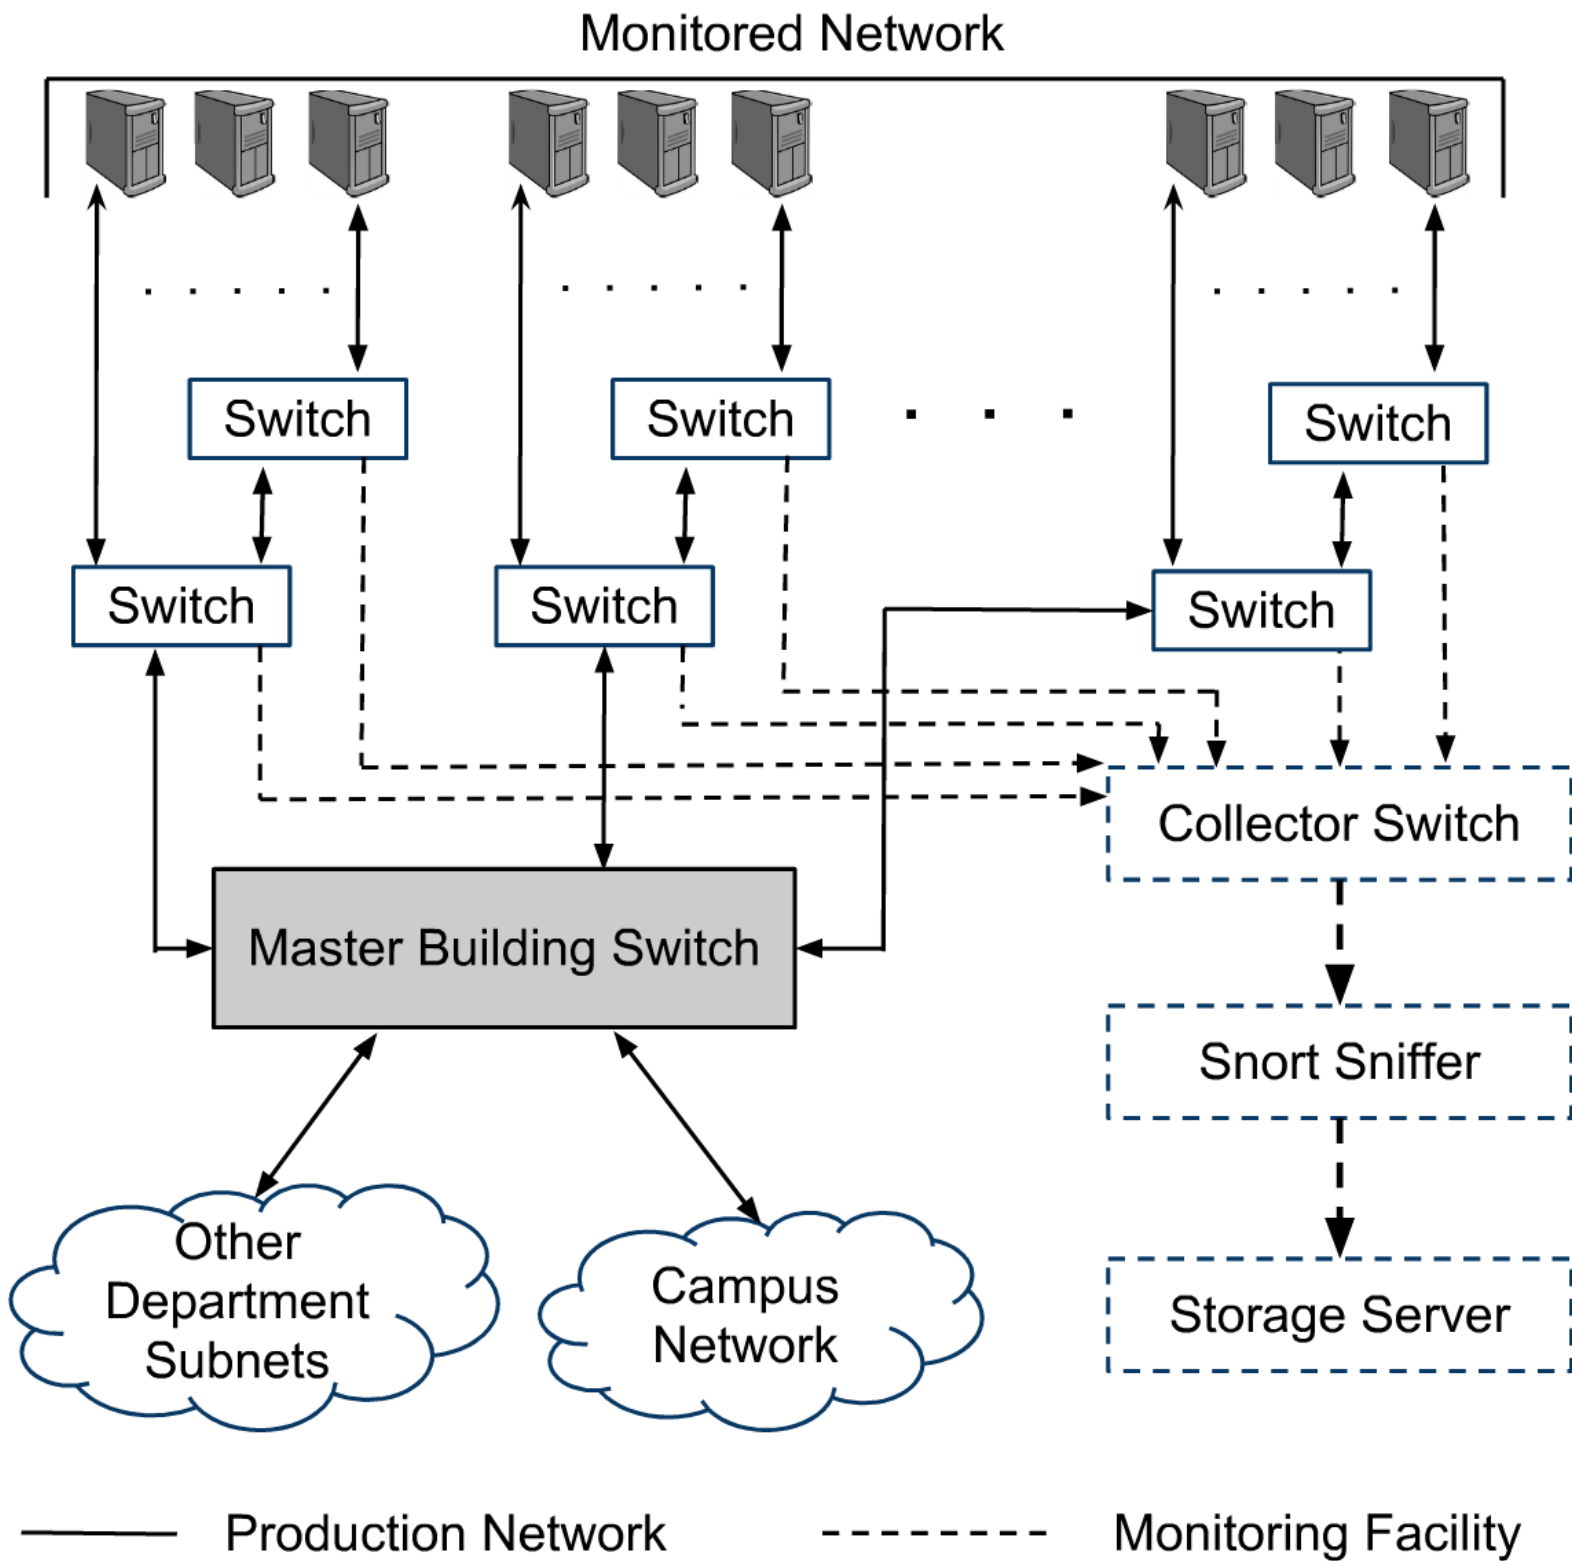 Monitored Network
Switch
Switch
Switch
Switch
Switch
Switch
Collector Switch
Master Building Switch
Snort Sniffer
Other
Department
Subnets
Campus
Network
Storage Server
Production Network
Monitoring Facility